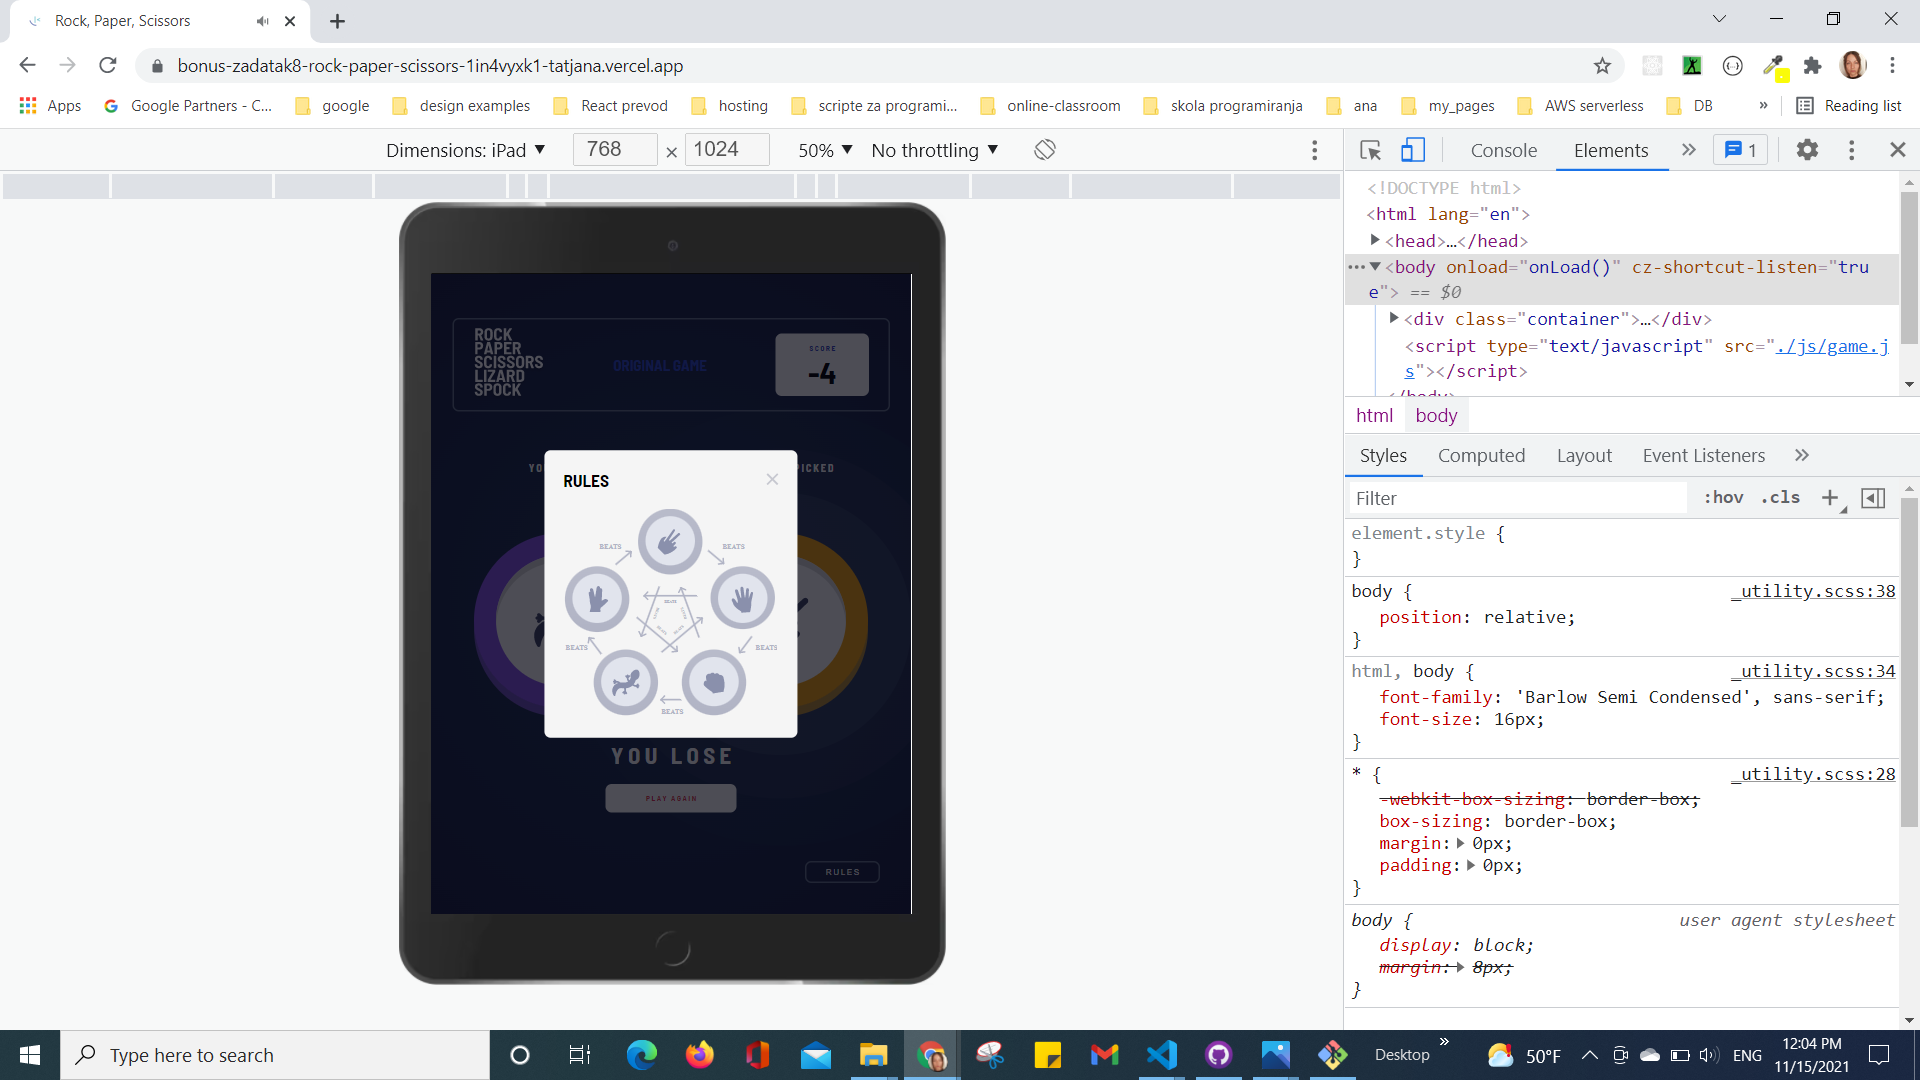 Rock, Paper, Scissors
bonus-zadatak8-rock-paper-scissors-1in4vyxk1-tatjana.vercel.app
Apps
Google Partners - C...
google
design examples
React prevod
hosting
scripte za programi...
online-classroom
skola programiranja
ana
my_pages
AWS serverless
DB
»
Reading list
Dimensions: iPad
768 × 1024
50%
No throttling
Console
Elements
»
1
<!DOCTYPE html>
<html lang="en">
<head>…</head>
<body onload="onLoad()" cz-shortcut-listen="tru
e"> == $0
<div class="container">…</div>
<script type="text/javascript" src="./js/game.j
s"></script>
</body>
html
body
Styles
Computed
Layout
Event Listeners
»
Filter
:hov
.cls
element.style {
}
body {
_utility.scss:38
position: relative;
}
html, body {
_utility.scss:34
font-family: 'Barlow Semi Condensed', sans-serif;
font-size: 16px;
}
* {
_utility.scss:28
-webkit-box-sizing: border-box;
box-sizing: border-box;
margin: 0px;
padding: 0px;
}
body {
user agent stylesheet
display: block;
margin: 8px;
}
ROCK
PAPER
SCISSORS
LIZARD
SPOCK
ORIGINAL GAME
SCORE
-4
YO
PICKED
RULES
BEATS
BEATS
BEATS
BEATS
BEATS
BEATS
YOU LOSE
PLAY AGAIN
RULES
Type here to search
Desktop
»
50°F
ENG
12:04 PM
11/15/2021